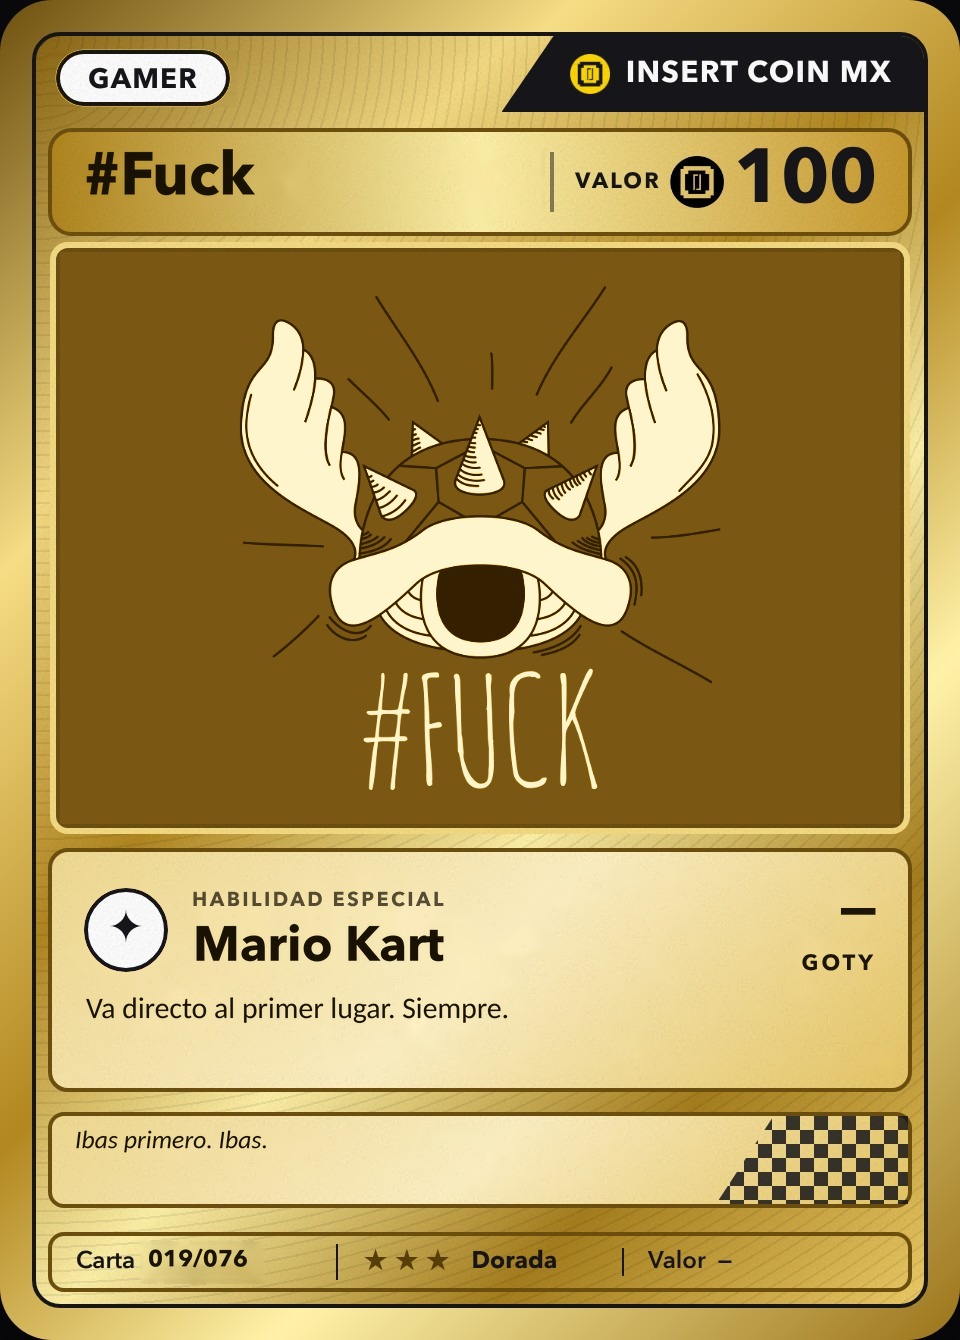 GAMER
INSERT COIN MX
#Fuck
VALOR 100
#FUCK
HABILIDAD ESPECIAL
Mario Kart
—
GOTY
Va directo al primer lugar. Siempre.
Ibas primero. Ibas.
Carta 019/076 ★★★ Dorada Valor –